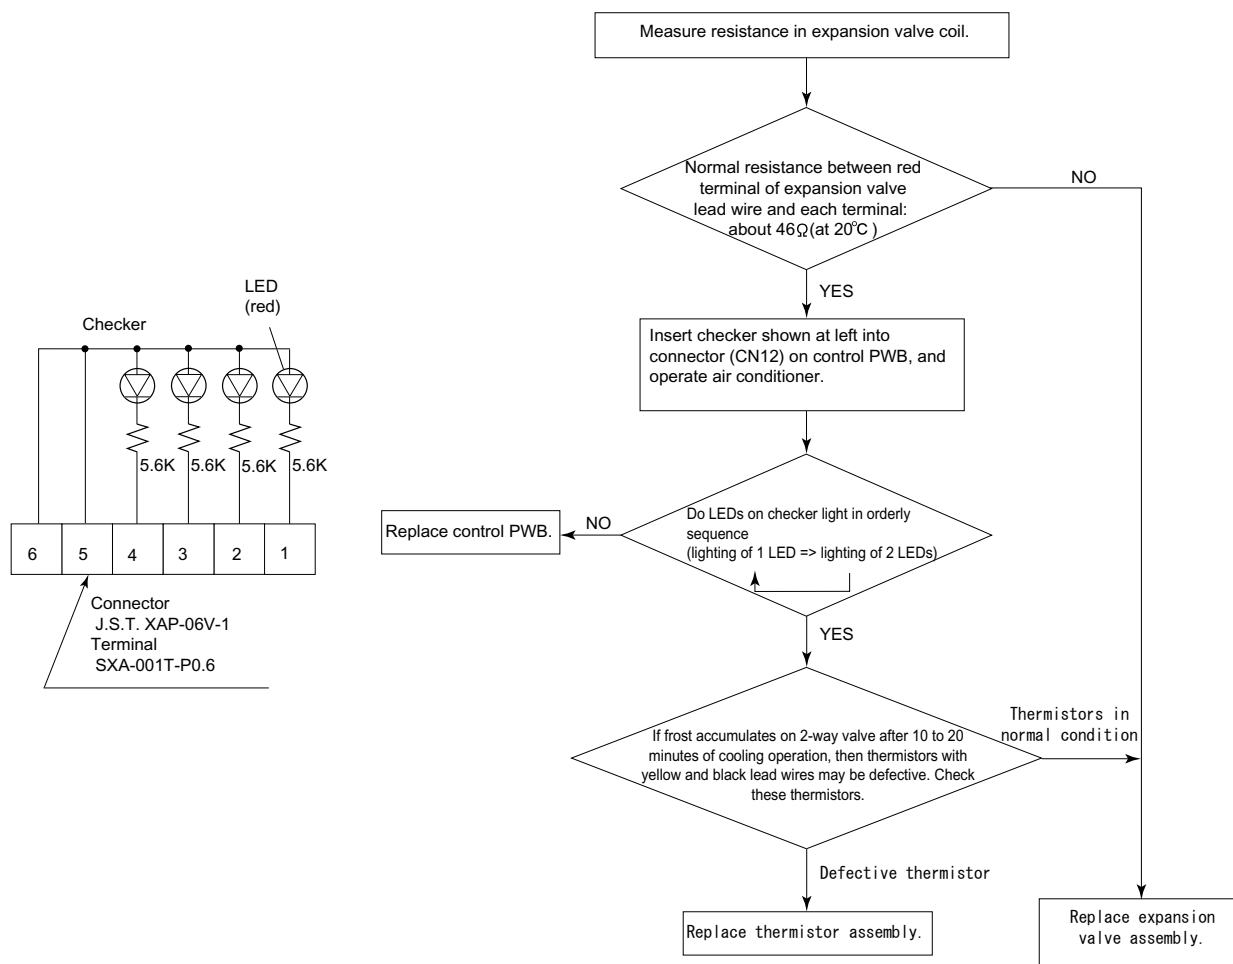 Measure resistance in expansion valve coil.
Normal resistance between red
terminal of expansion valve
lead wire and each terminal:
about 46Ω(at 20°C )
NO
YES
Insert checker shown at left into
connector (CN12) on control PWB, and
operate air conditioner.
Do LEDs on checker light in orderly
sequence
(lighting of 1 LED => lighting of 2 LEDs)
NO
Replace control PWB.
YES
If frost accumulates on 2-way valve after 10 to 20
minutes of cooling operation, then thermistors with
yellow and black lead wires may be defective. Check
these thermistors.
Thermistors in
normal condition
Defective thermistor
Replace thermistor assembly.
Replace expansion
valve assembly.
LED
(red)
Checker
5.6K 5.6K 5.6K 5.6K
6 5 4 3 2 1
Connector
J.S.T. XAP-06V-1
Terminal
SXA-001T-P0.6